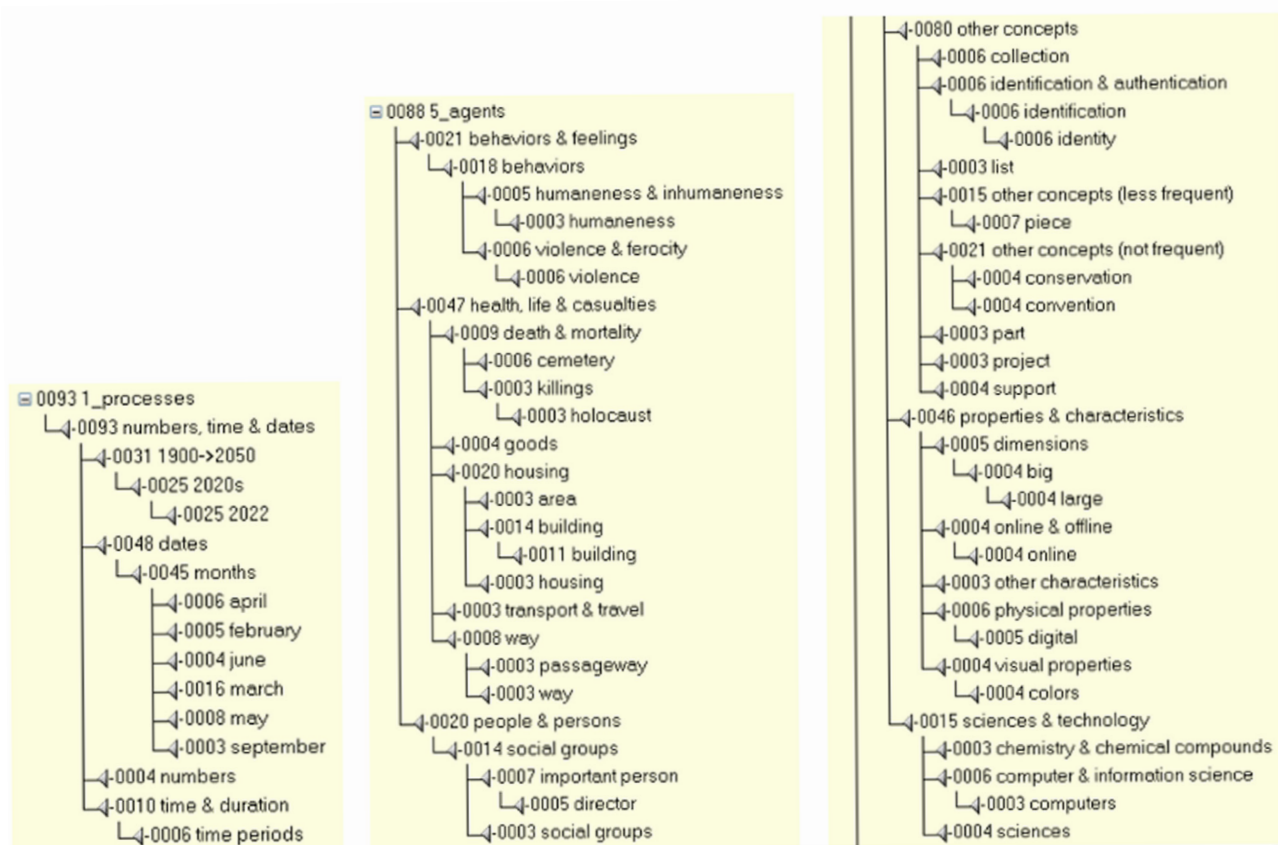 0093 1_processes
0093 numbers, time & dates
0031 1900->2050
0025 2020s
0025 2022
0048 dates
0045 months
0006 april
0005 february
0004 june
0016 march
0008 may
0003 september
0004 numbers
0010 time & duration
0006 time periods
0088 5_agents
0021 behaviors & feelings
0018 behaviors
0005 humaneness & inhumaneness
0003 humaneness
0006 violence & ferocity
0006 violence
0047 health, life & casualties
0009 death & mortality
0006 cemetery
0003 killings
0003 holocaust
0004 goods
0020 housing
0003 area
0014 building
0011 building
0003 housing
0003 transport & travel
0008 way
0003 passageway
0003 way
0020 people & persons
0014 social groups
0007 important person
0005 director
0003 social groups
0080 other concepts
0006 collection
0006 identification & authentication
0006 identification
0006 identity
0003 list
0015 other concepts (less frequent)
0007 piece
0021 other concepts (not frequent)
0004 conservation
0004 convention
0003 part
0003 project
0004 support
0046 properties & characteristics
0005 dimensions
0004 big
0004 large
0004 online & offline
0004 online
0003 other characteristics
0006 physical properties
0005 digital
0004 visual properties
0004 colors
0015 sciences & technology
0003 chemistry & chemical compounds
0006 computer & information science
0003 computers
0004 sciences